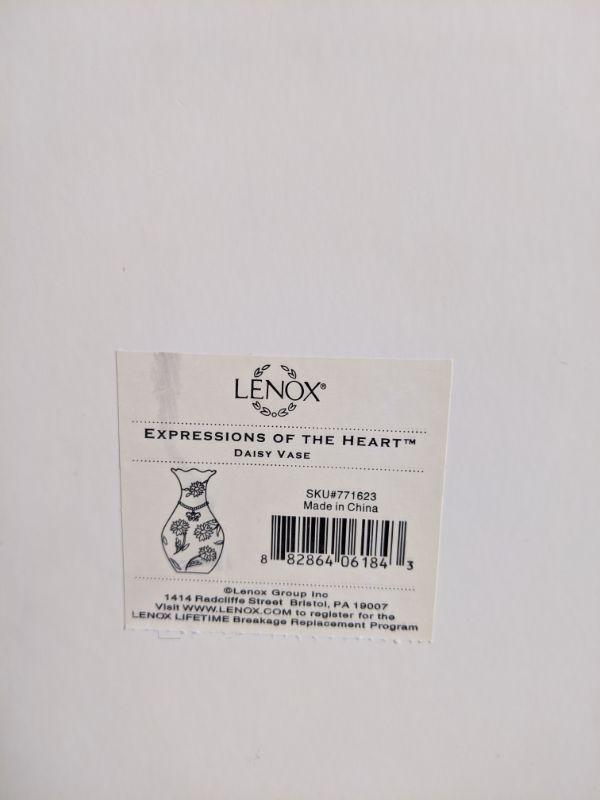 LENOX®
EXPRESSIONS OF THE HEART™
DAISY VASE
SKU#771623
Made in China
8 82864 06184 3
©Lenox Group Inc
1414 Radcliffe Street Bristol, PA 19007
Visit WWW.LENOX.COM to register for the
LENOX LIFETIME Breakage Replacement Program